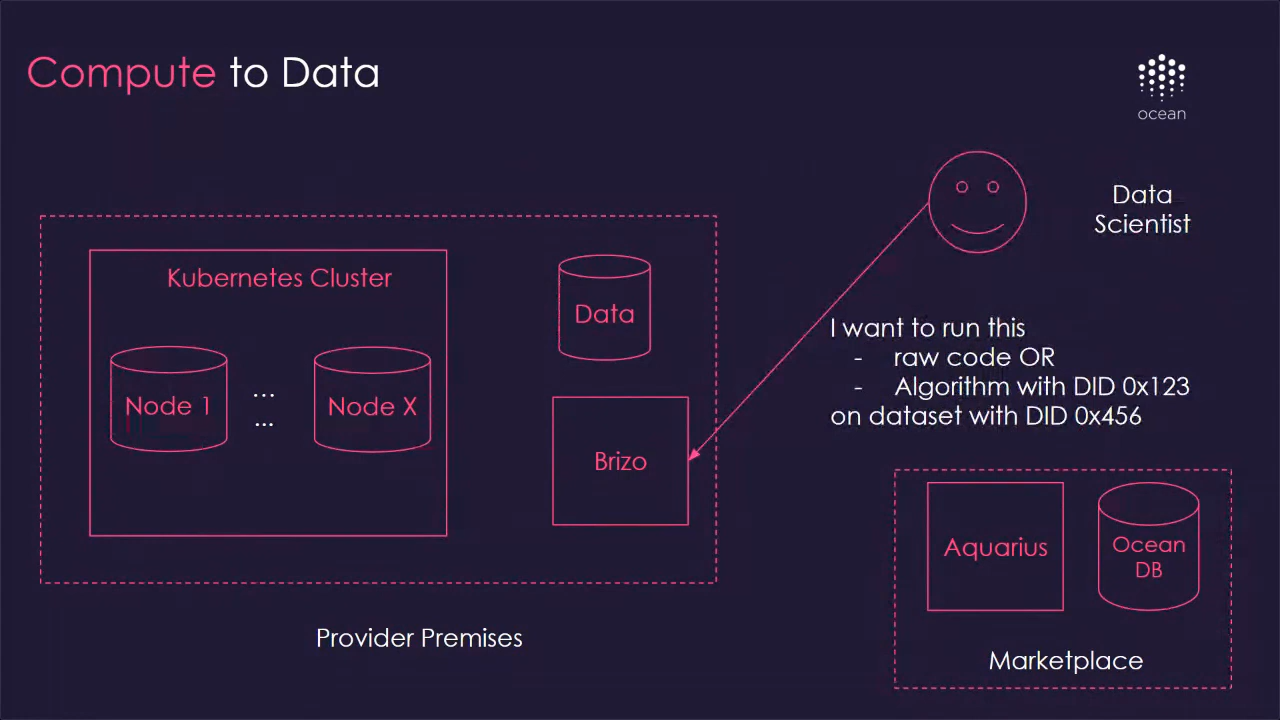 Compute to Data
ocean
Data
Scientist
Kubernetes Cluster
Data
I want to run this
- raw code OR
- Algorithm with DID 0x123
on dataset with DID 0x456
Node 1
...
...
Node X
Brizo
Aquarius
Ocean
DB
Provider Premises
Marketplace